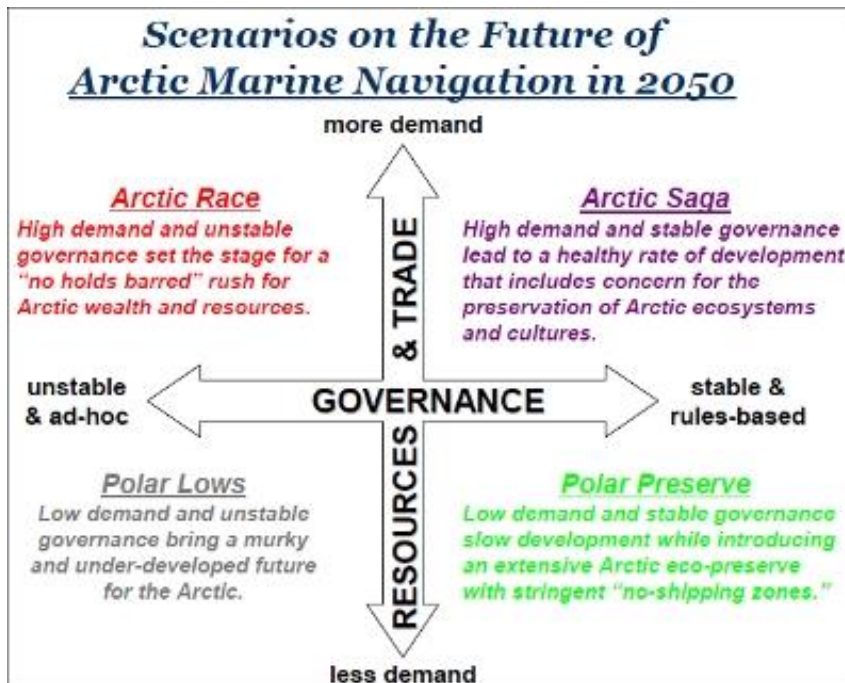 Scenarios on the Future of
Arctic Marine Navigation in 2050
more demand
Arctic Race
High demand and unstable
governance set the stage for a
“no holds barred” rush for
Arctic wealth and resources.
Arctic Saga
High demand and stable governance
lead to a healthy rate of development
that includes concern for the
preservation of Arctic ecosystems
and cultures.
RESOURCES & TRADE
unstable
& ad-hoc
GOVERNANCE
stable &
rules-based
Polar Lows
Low demand and unstable
governance bring a murky
and under-developed future
for the Arctic.
Polar Preserve
Low demand and stable governance
slow development while introducing
an extensive Arctic eco-preserve
with stringent “no-shipping zones.”
less demand